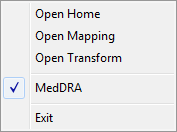 Open Home
Open Mapping
Open Transform
MedDRA
Exit